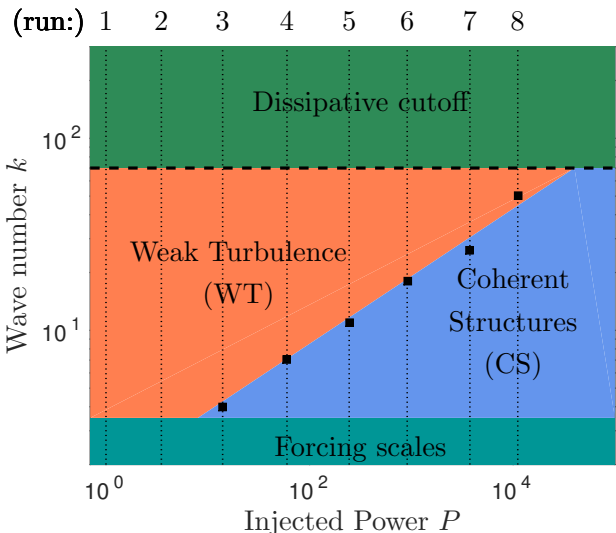 (run:) 1 2 3 4 5 6 7 8
Dissipative cutoff
10^2
Weak Turbulence
(WT)
Coherent
Structures
(CS)
Wave number k
10^1
Forcing scales
10^0 10^2 10^4
Injected Power P